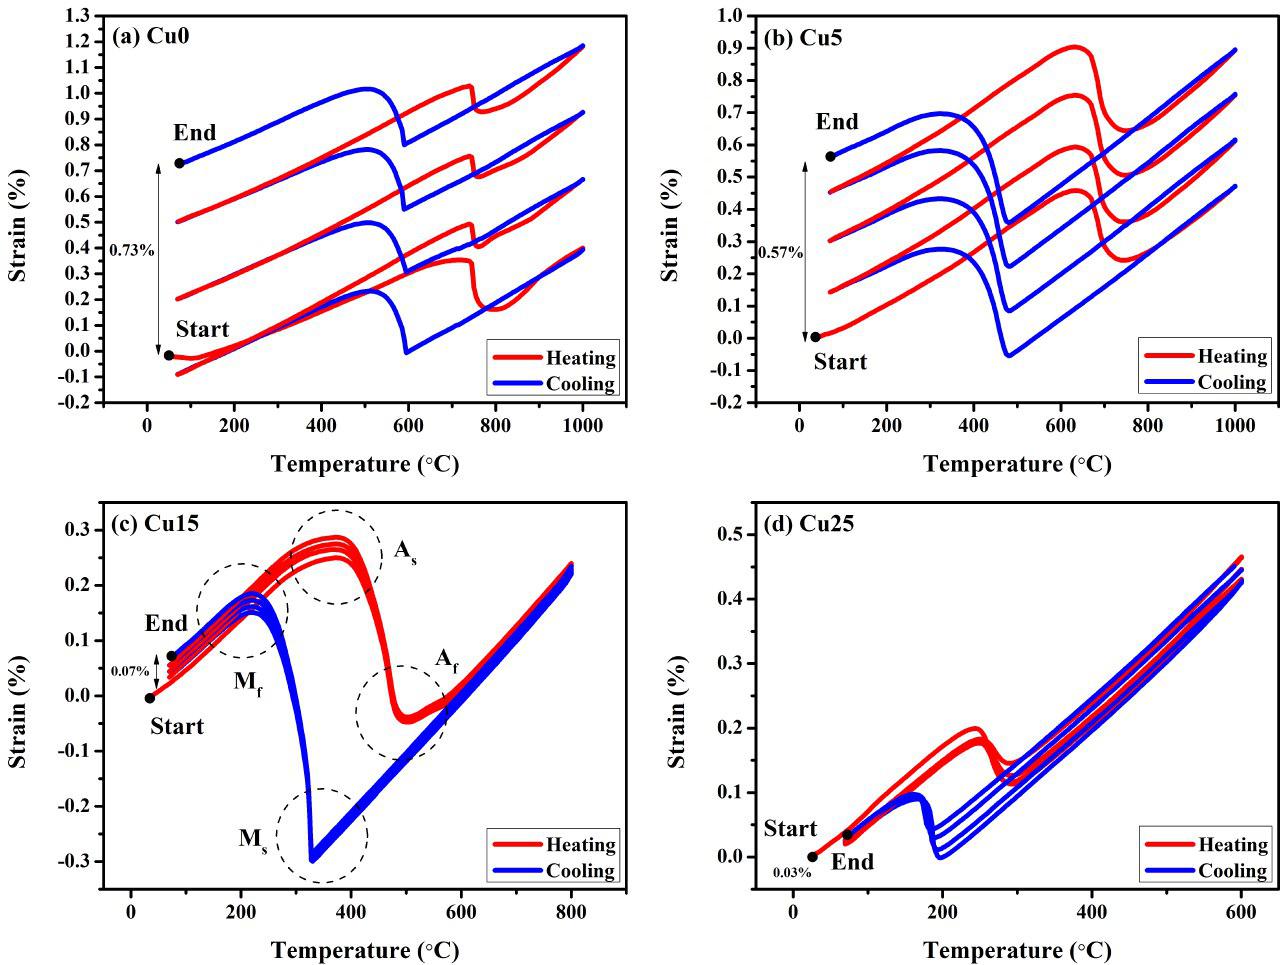 (a) Cu0
1.3
1.2
1.1
1.0
0.9
0.8
0.7
0.6
0.5
0.4
0.3
0.2
0.1
0.0
-0.1
-0.2
Strain (%)
End
0.73%
Start
Heating
Cooling
0 200 400 600 800 1000
Temperature (°C)
(b) Cu5
1.0
0.9
0.8
0.7
0.6
0.5
0.4
0.3
0.2
0.1
0.0
-0.1
-0.2
Strain (%)
End
0.57%
Start
Heating
Cooling
0 200 400 600 800 1000
Temperature (°C)
(c) Cu15
0.3
0.2
0.1
0.0
-0.1
-0.2
-0.3
Strain (%)
As
End
0.07%
Af
Mf
Start
Ms
Heating
Cooling
0 200 400 600 800
Temperature (°C)
(d) Cu25
0.5
0.4
0.3
0.2
0.1
0.0
Strain (%)
Start
End
0.03%
Heating
Cooling
0 200 400 600
Temperature (°C)